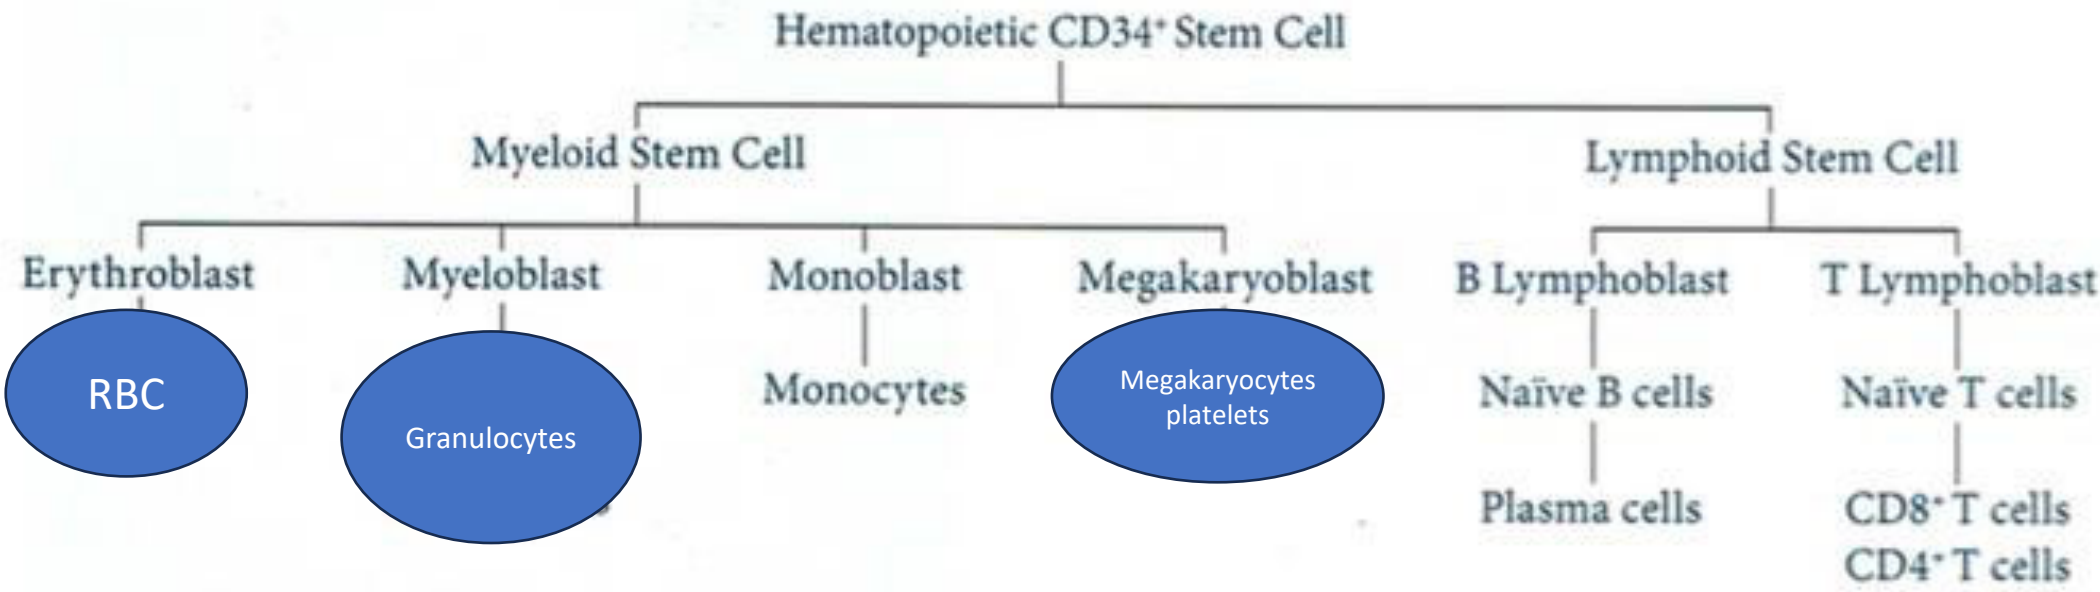 Hematopoietic CD34⁺ Stem Cell
Myeloid Stem Cell
Lymphoid Stem Cell
Erythroblast
Myeloblast
Monoblast
Megakaryoblast
B Lymphoblast
T Lymphoblast
RBC
Granulocytes
Monocytes
Megakaryocytes
platelets
Naïve B cells
Naïve T cells
Plasma cells
CD8⁺ T cells
CD4⁺ T cells